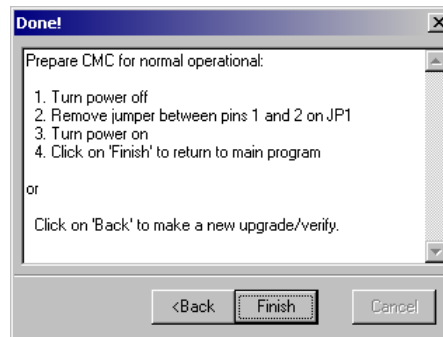 Done!
Prepare CMC for normal operational:
1. Turn power off
2. Remove jumper between pins 1 and 2 on JP1
3. Turn power on
4. Click on 'Finish' to return to main program
or
Click on 'Back' to make a new upgrade/verify.
<Back Finish Cancel